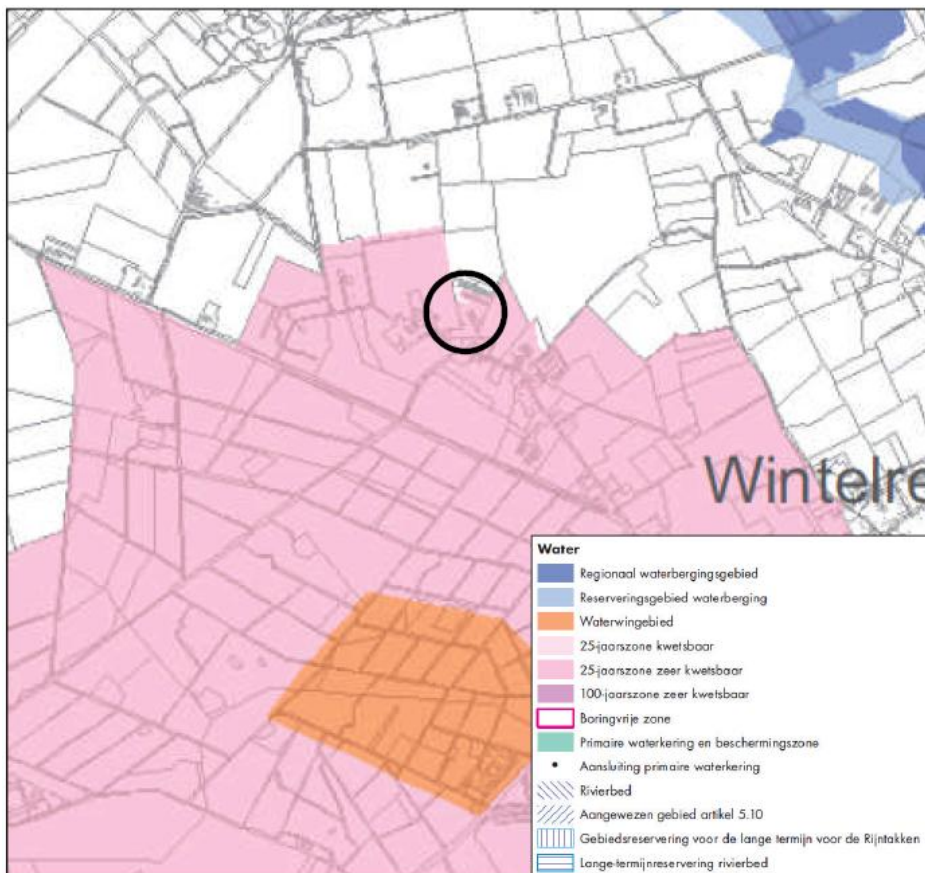 Wintelre
Water
Regionaal waterbergingsgebied
Reserveringsgebied waterberging
Waterwingebied
25-jaarszone kwetsbaar
25-jaarszone zeer kwetsbaar
100-jaarszone zeer kwetsbaar
Boringvrije zone
Primaire waterkering en beschermingszone
Aansluiting primaire waterkering
Rivierbed
Aangewezen gebied artikel 5.10
Gebiedsreservering voor de lange termijn voor de Rijntakken
Lange-termijnreservering rivierbed